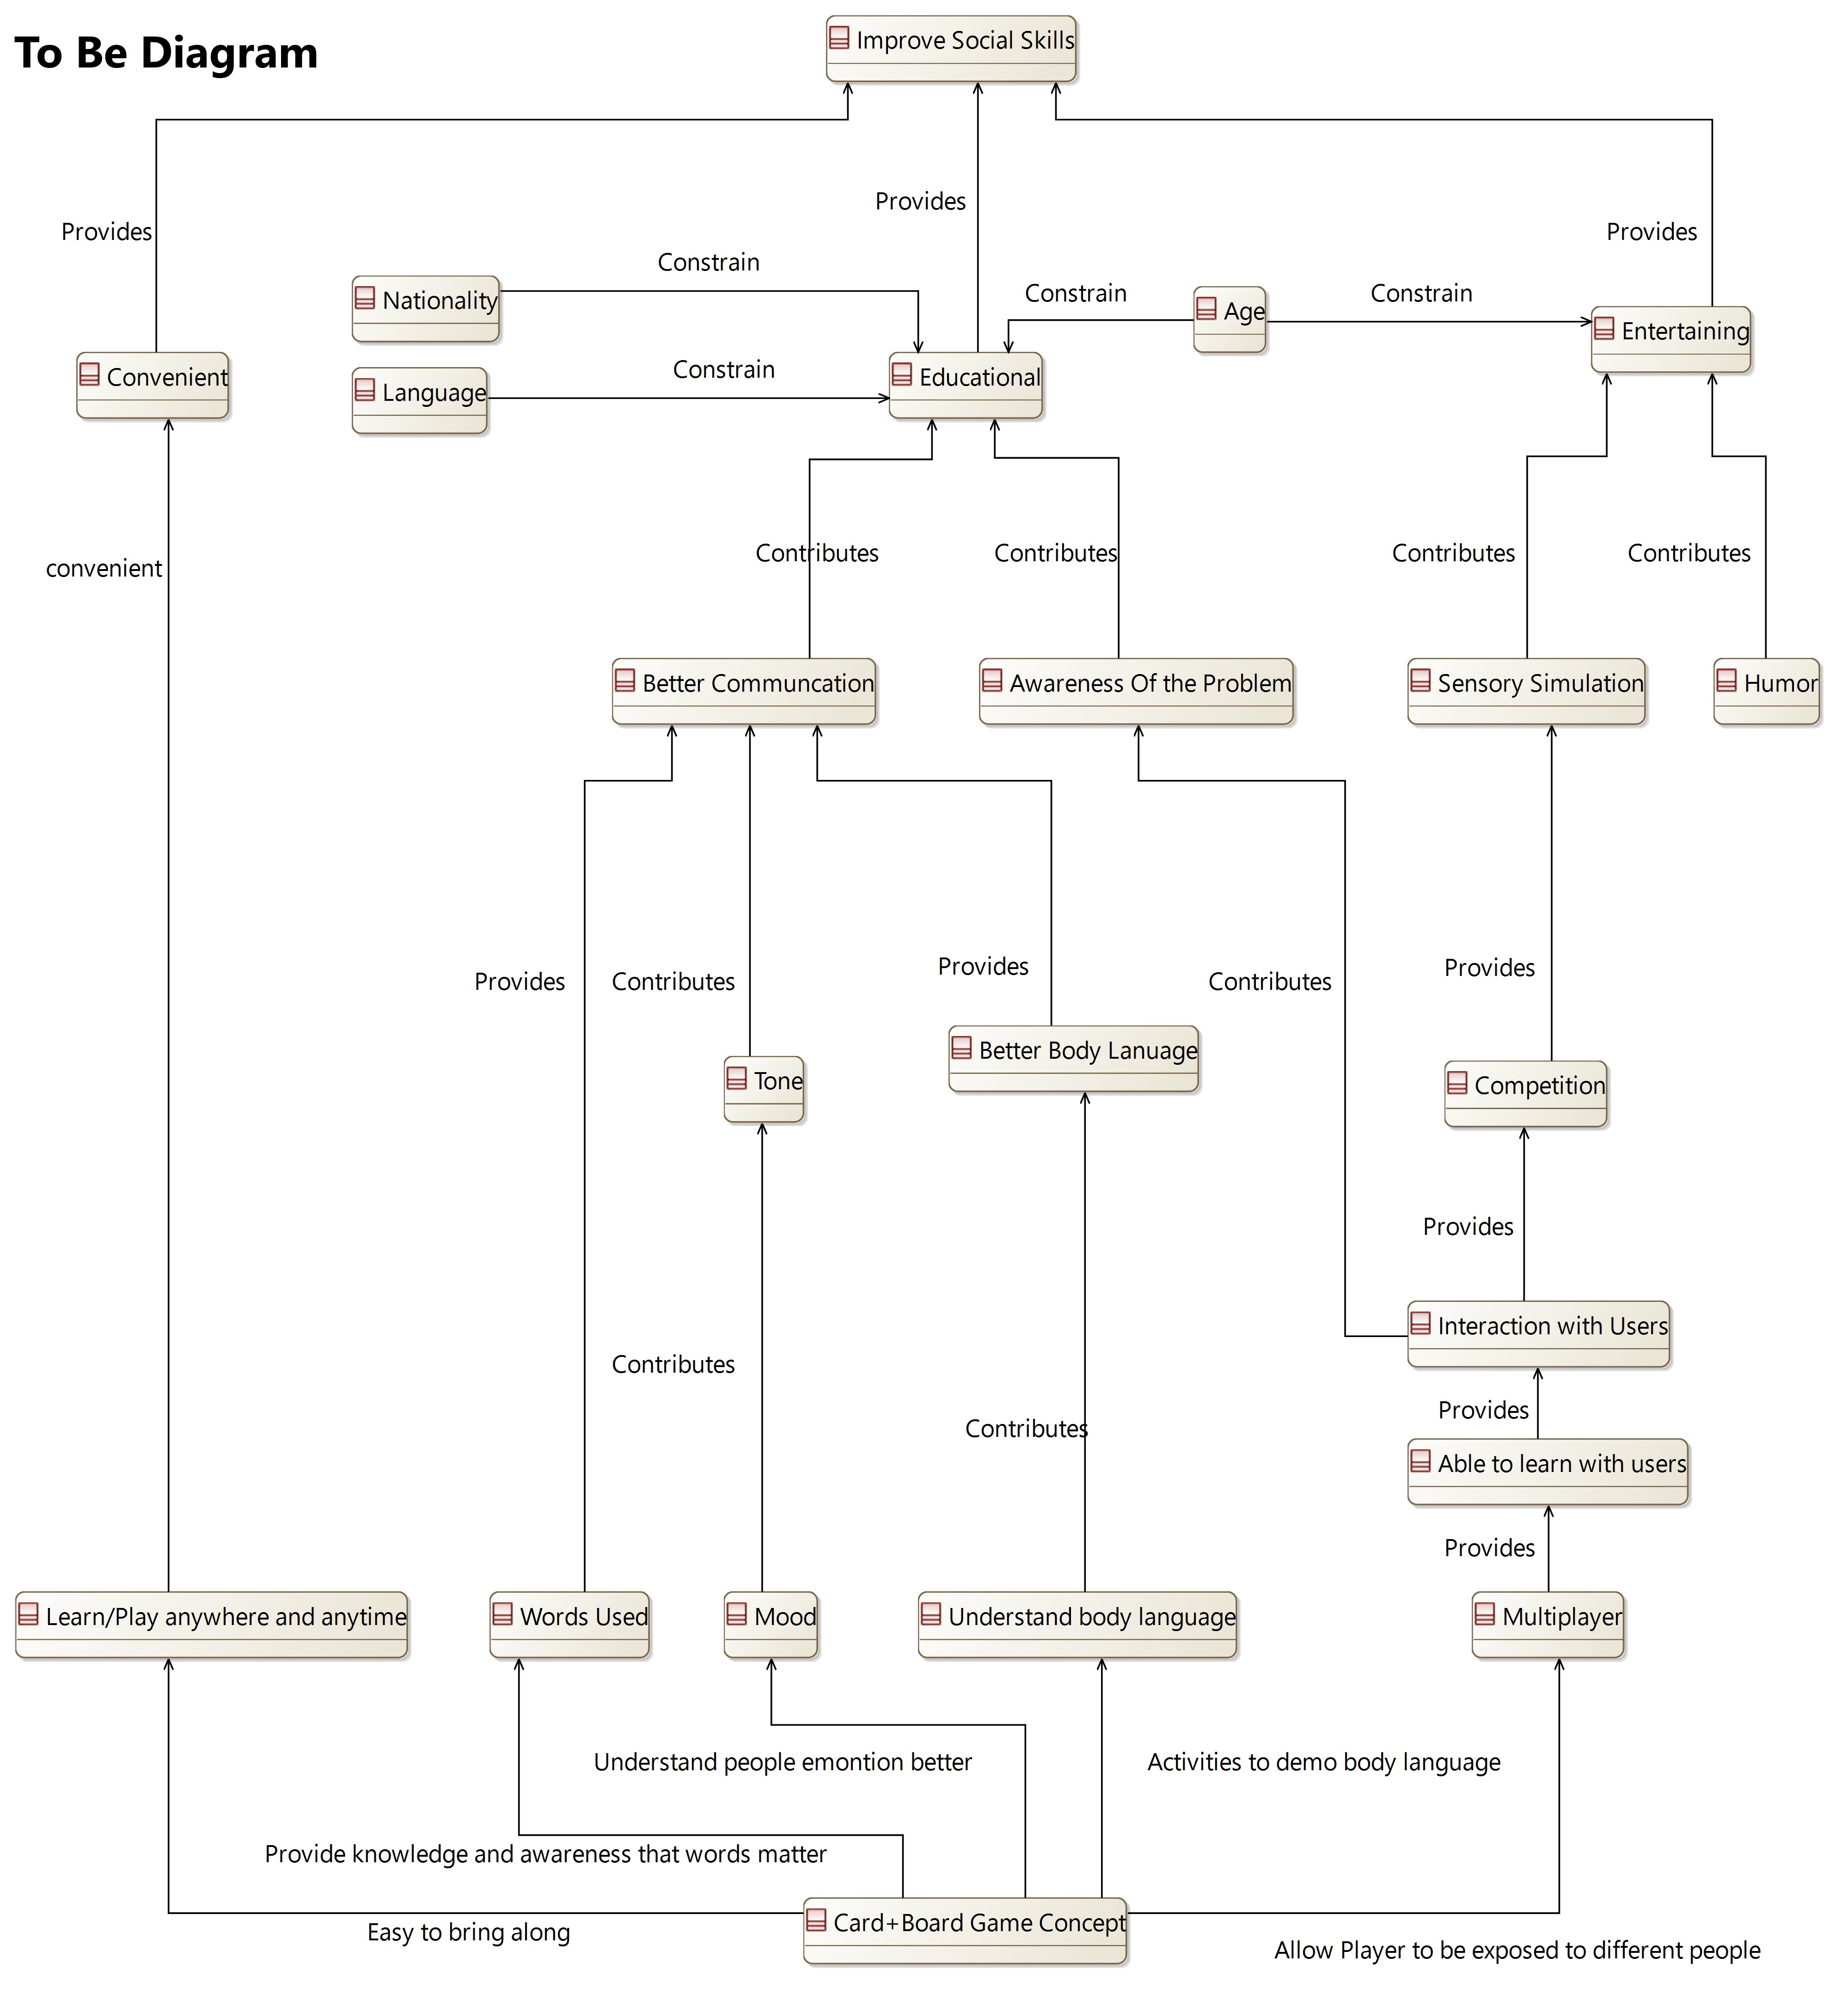 To Be Diagram
Improve Social Skills
Provides
Provides
Provides
Constrain
Constrain
Constrain
Nationality
Age
Entertaining
Constrain
Convenient
Language
Educational
convenient
Contributes
Contributes
Contributes
Contributes
Better Communcation
Awareness Of the Problem
Sensory Simulation
Humor
Provides
Contributes
Provides
Contributes
Provides
Better Body Lanuage
Tone
Competition
Provides
Interaction with Users
Contributes
Provides
Contributes
Able to learn with users
Provides
Learn/Play anywhere and anytime
Words Used
Mood
Understand body language
Multiplayer
Understand people emontion better
Activities to demo body language
Provide knowledge and awareness that words matter
Card+Board Game Concept
Easy to bring along
Allow Player to be exposed to different people